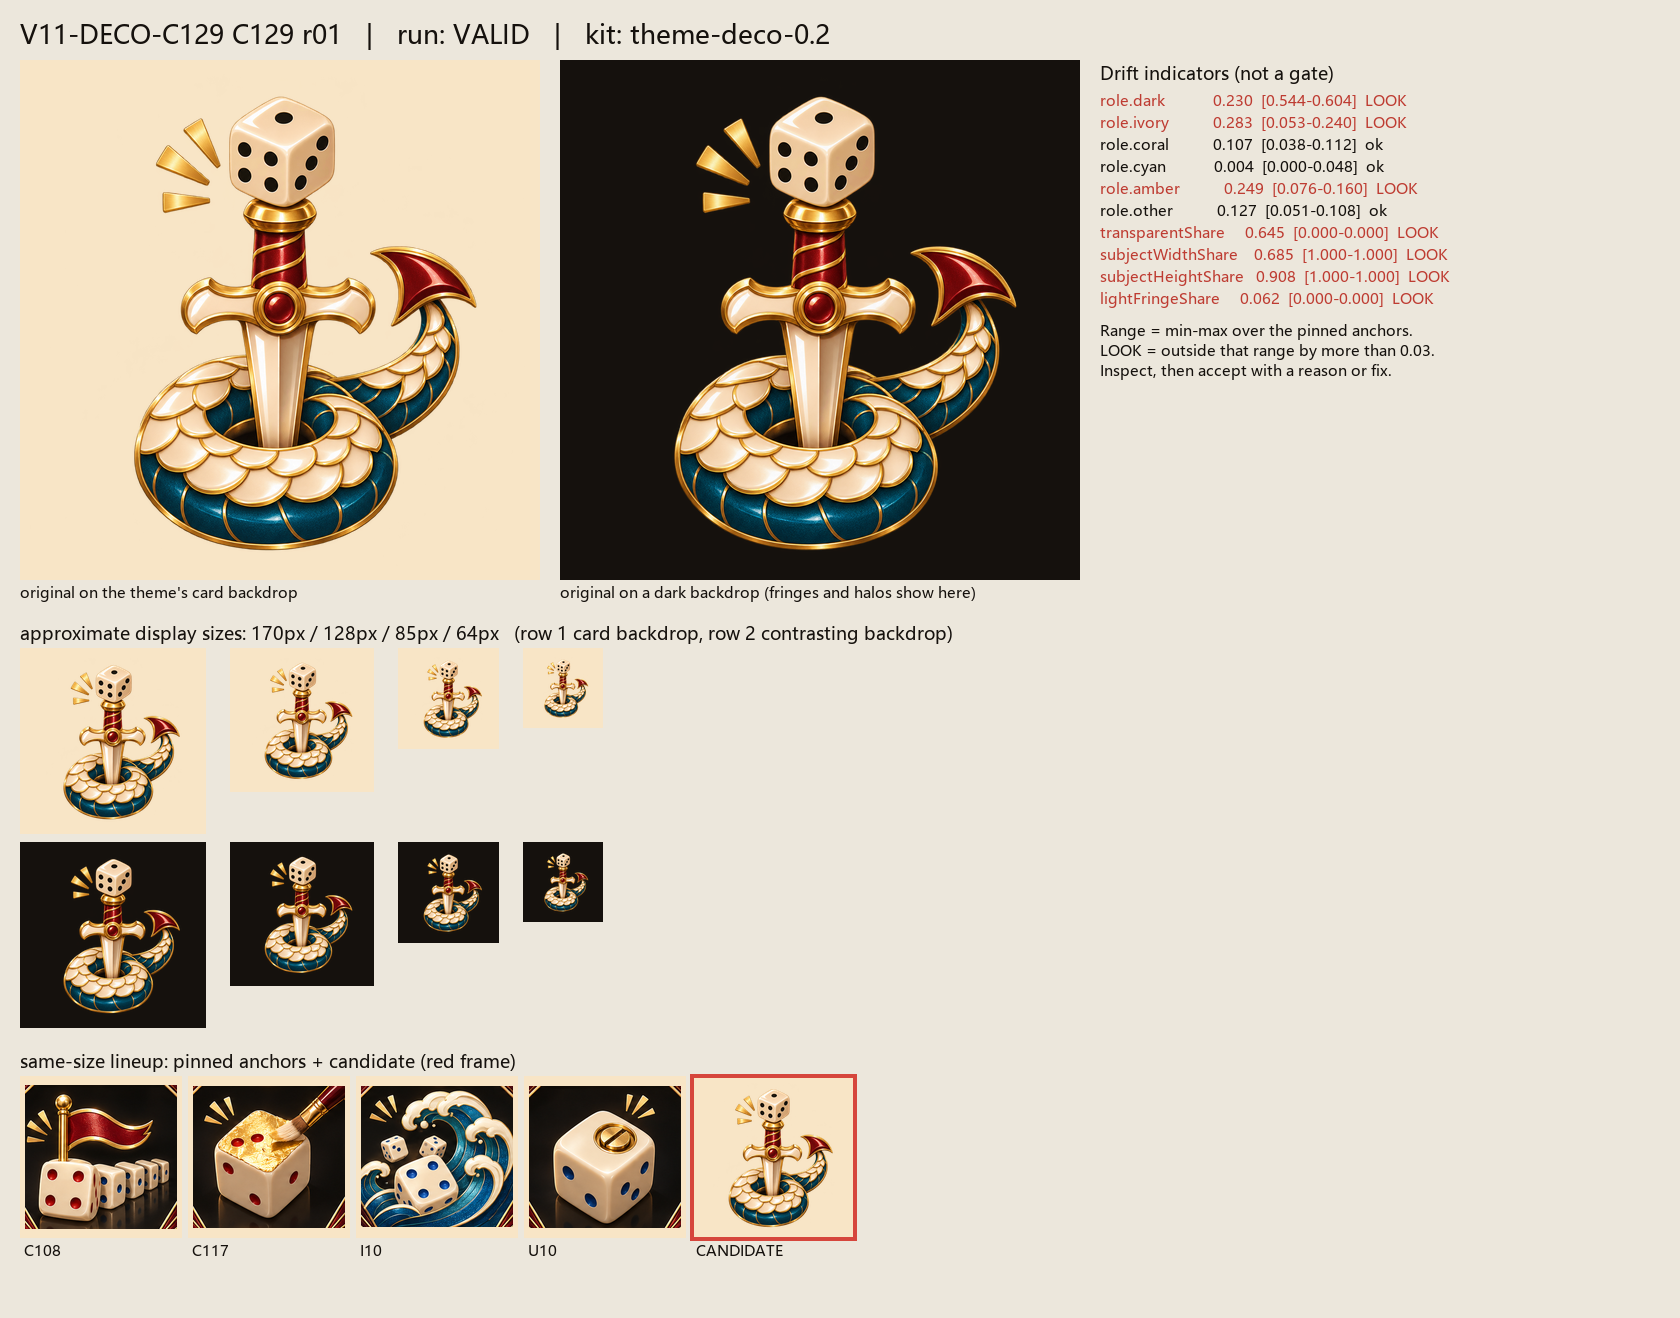 V11-DECO-C129 C129 r01 | run: VALID | kit: theme-deco-0.2
Drift indicators (not a gate)
role.dark 0.230 [0.544-0.604] LOOK
role.ivory 0.283 [0.053-0.240] LOOK
role.coral 0.107 [0.038-0.112] ok
role.cyan 0.004 [0.000-0.048] ok
role.amber 0.249 [0.076-0.160] LOOK
role.other 0.127 [0.051-0.108] ok
transparentShare 0.645 [0.000-0.000] LOOK
subjectWidthShare 0.685 [1.000-1.000] LOOK
subjectHeightShare 0.908 [1.000-1.000] LOOK
lightFringeShare 0.062 [0.000-0.000] LOOK
Range = min-max over the pinned anchors.
LOOK = outside that range by more than 0.03.
Inspect, then accept with a reason or fix.
original on the theme's card backdrop
original on a dark backdrop (fringes and halos show here)
approximate display sizes: 170px / 128px / 85px / 64px (row 1 card backdrop, row 2 contrasting backdrop)
same-size lineup: pinned anchors + candidate (red frame)
C108
C117
I10
U10
CANDIDATE